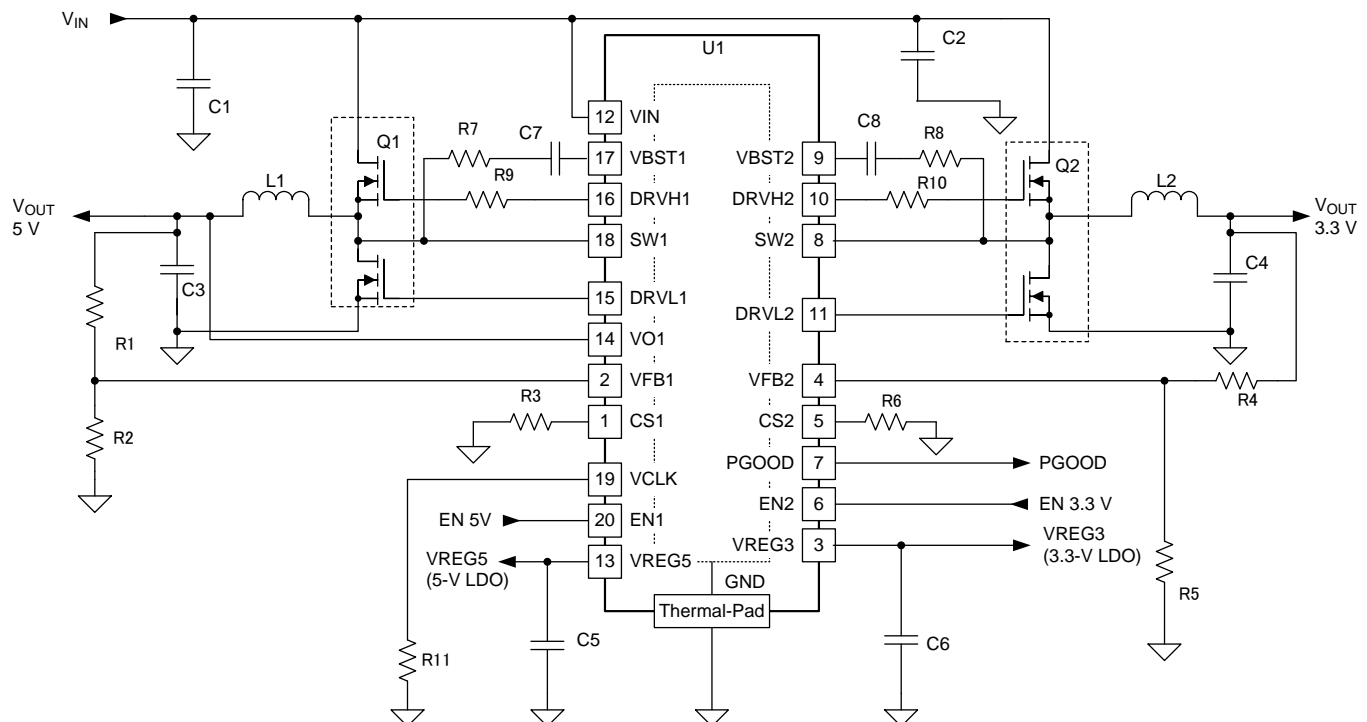 VIN
U1
C2
C1
12 VIN
R7
C7
C8
R8
Q1
17 VBST1
VBST2 9
Q2
R9
R10
L1
L2
16 DRVH1
DRVH2 10
VOUT
5 V
VOUT
3.3 V
18 SW1
SW2 8
C3
C4
15 DRVL1
DRVL2 11
R1
14 VO1
2 VFB1
VFB2 4
R3
R6
R4
R2
1 CS1
CS2 5
PGOOD 7
PGOOD
19 VCLK
EN2 6
EN 3.3 V
EN 5V
20 EN1
VREG3 3
VREG3
(3.3-V LDO)
VREG5
(5-V LDO)
13 VREG5
GND
R5
Thermal-Pad
C5
C6
R11